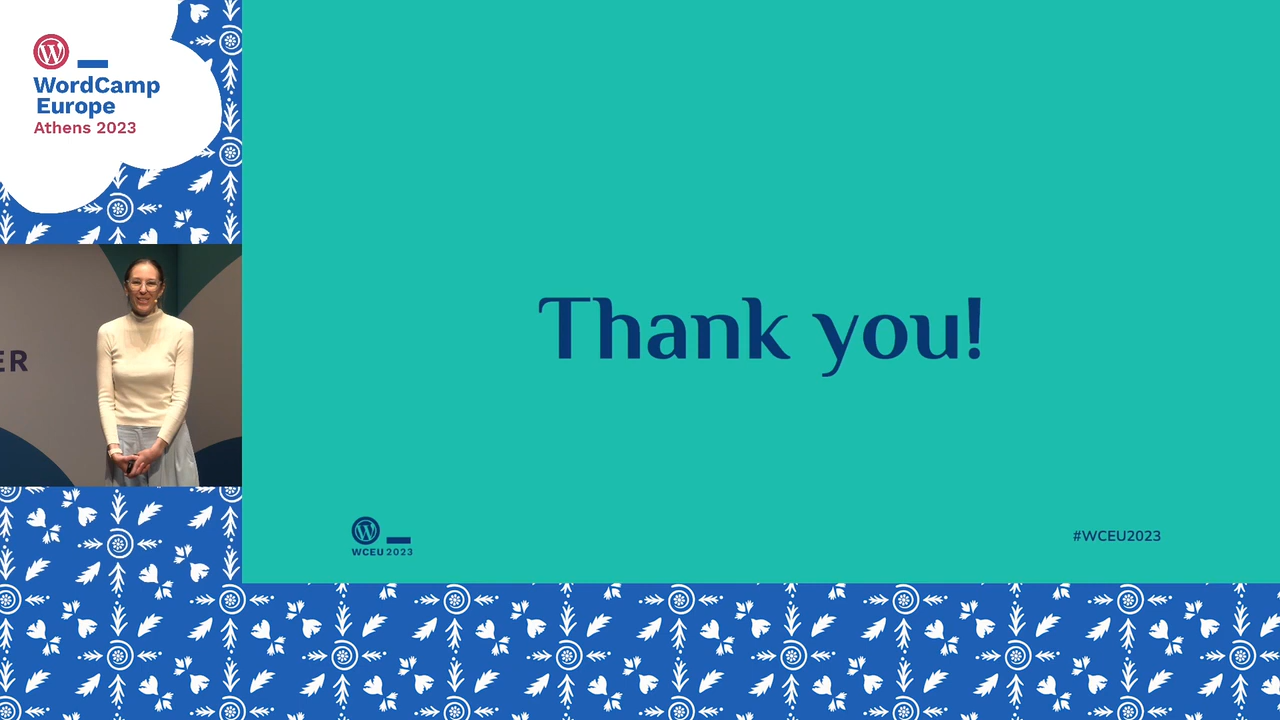 WordCamp
Europe
Athens 2023
ER
Thank you!
WCEU 2023
#WCEU2023